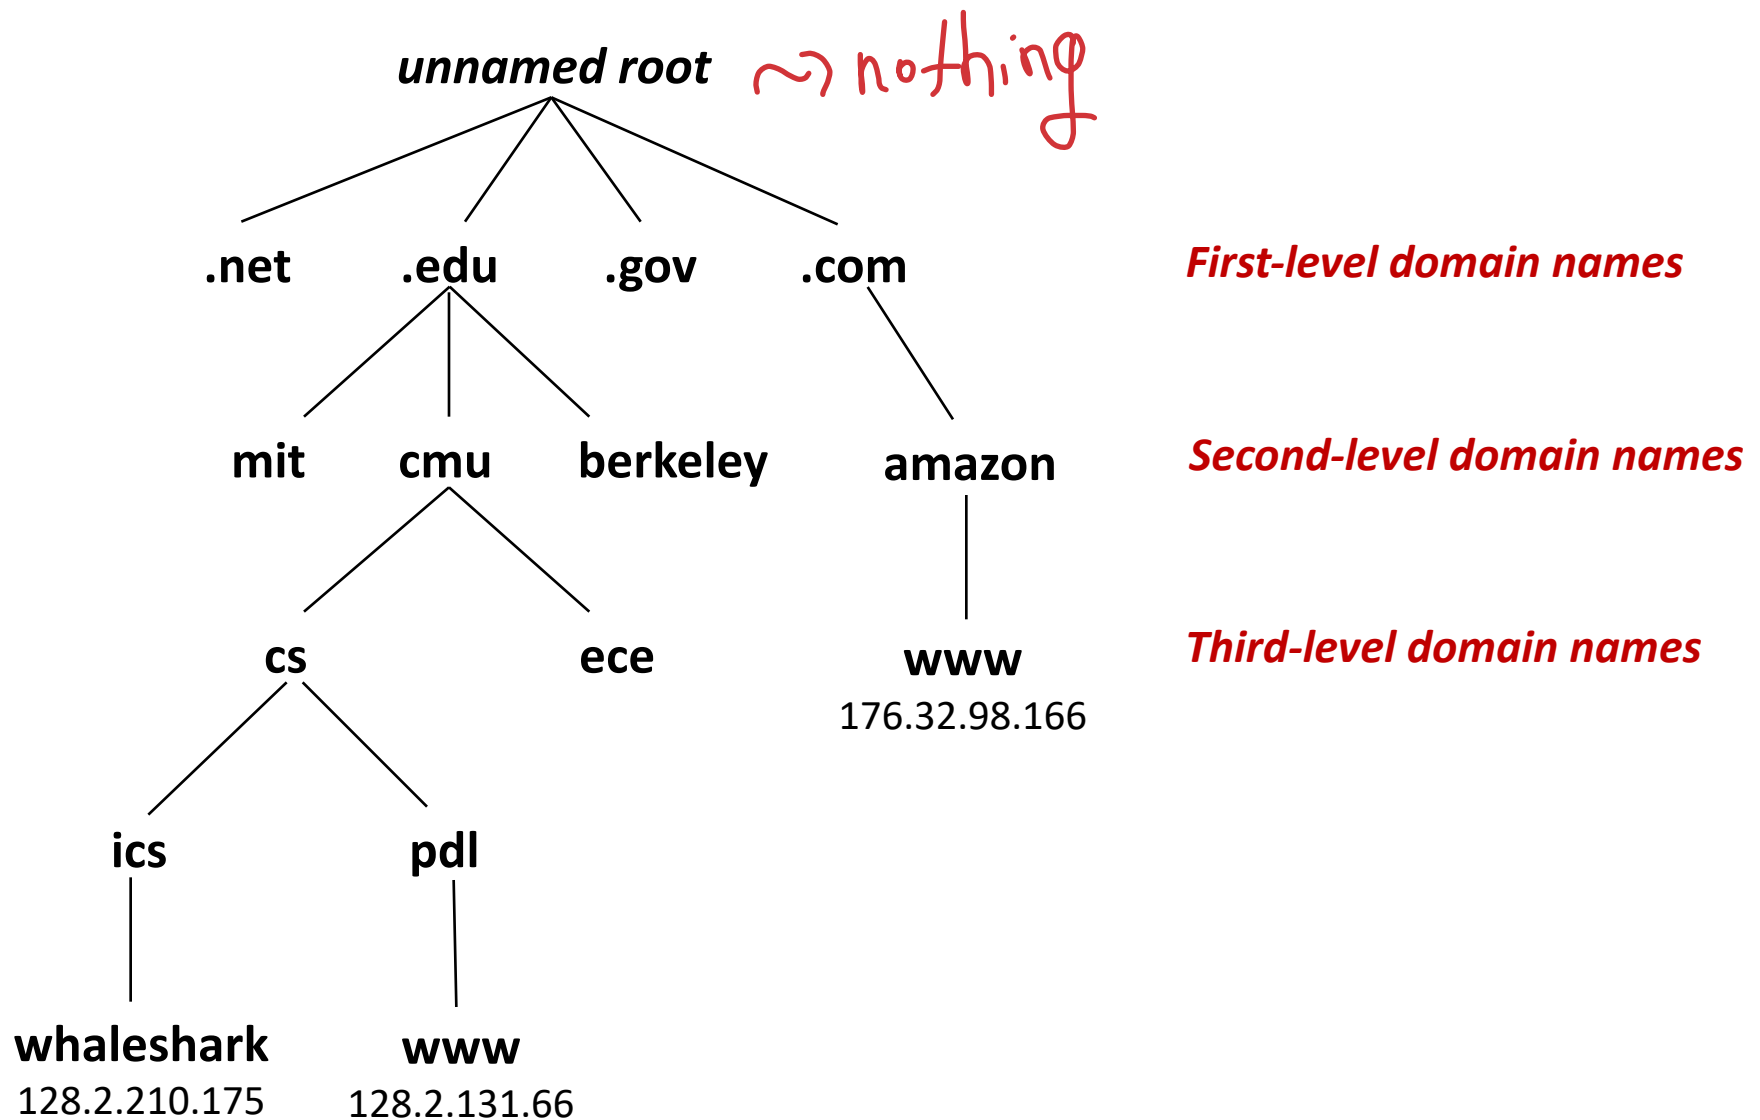 unnamed root ~> nothing
.net .edu .gov .com First-level domain names
mit cmu berkeley amazon Second-level domain names
cs ece www Third-level domain names
176.32.98.166
ics pdl
whaleshark www
128.2.210.175 128.2.131.66